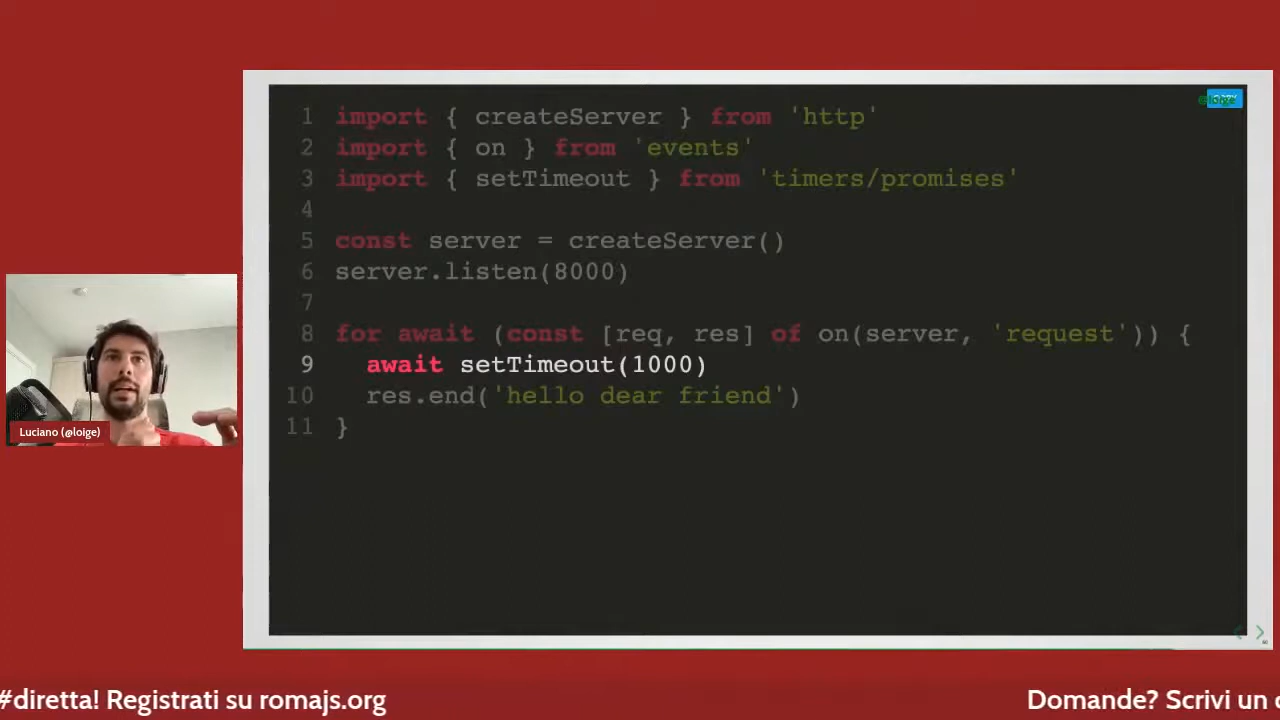 @loige
1 import { createServer } from 'http'
2 import { on } from 'events'
3 import { setTimeout } from 'timers/promises'
4
5 const server = createServer()
6 server.listen(8000)
7
8 for await (const [req, res] of on(server, 'request')) {
9 await setTimeout(1000)
10 res.end('hello dear friend')
11 }
Luciano (@loige)
#diretta! Registrati su romajs.org
Domande? Scrivi un